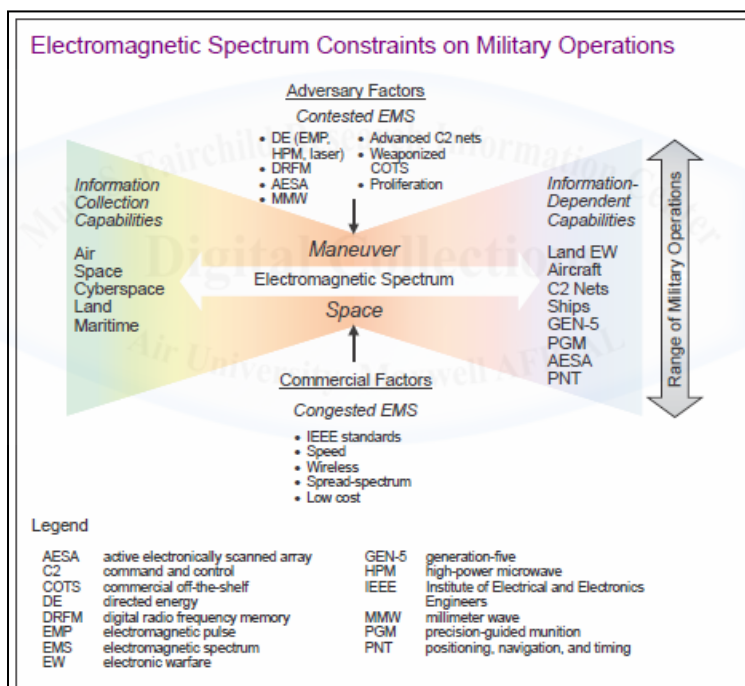 Electromagnetic Spectrum Constraints on Military Operations
Adversary Factors
Contested EMS
• DE (EMP, HPM, laser)
• DRFM
• AESA
• MMW
• Advanced C2 nets
• Weaponized COTS
• Proliferation
Information
Collection
Capabilities
Air
Space
Cyberspace
Land
Maritime
Maneuver
Electromagnetic Spectrum
Space
Information-
Dependent
Capabilities
Land EW
Aircraft
C2 Nets
Ships
GEN-5
PGM
AESA
PNT
Range of Military Operations
Commercial Factors
Congested EMS
• IEEE standards
• Speed
• Wireless
• Spread-spectrum
• Low cost
Legend
AESA active electronically scanned array
C2 command and control
COTS commercial off-the-shelf
DE directed energy
DRFM digital radio frequency memory
EMP electromagnetic pulse
EMS electromagnetic spectrum
EW electronic warfare
GEN-5 generation-five
HPM high-power microwave
IEEE Institute of Electrical and Electronics
Engineers
MMW millimeter wave
PGM precision-guided munition
PNT positioning, navigation, and timing
Digital Collection